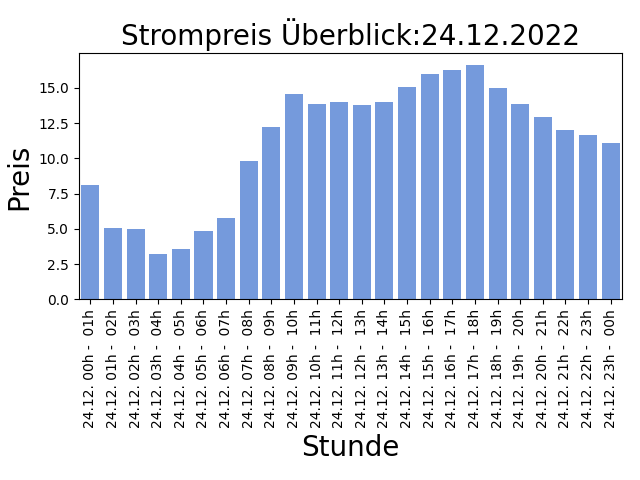 Strompreis Überblick:24.12.2022
Preis
15.0
12.5
10.0
7.5
5.0
2.5
0.0
24.12. 00h - 01h
24.12. 01h - 02h
24.12. 02h - 03h
24.12. 03h - 04h
24.12. 04h - 05h
24.12. 05h - 06h
24.12. 06h - 07h
24.12. 07h - 08h
24.12. 08h - 09h
24.12. 09h - 10h
24.12. 10h - 11h
24.12. 11h - 12h
24.12. 12h - 13h
24.12. 13h - 14h
24.12. 14h - 15h
24.12. 15h - 16h
24.12. 16h - 17h
24.12. 17h - 18h
24.12. 18h - 19h
24.12. 19h - 20h
24.12. 20h - 21h
24.12. 21h - 22h
24.12. 22h - 23h
24.12. 23h - 00h
Stunde